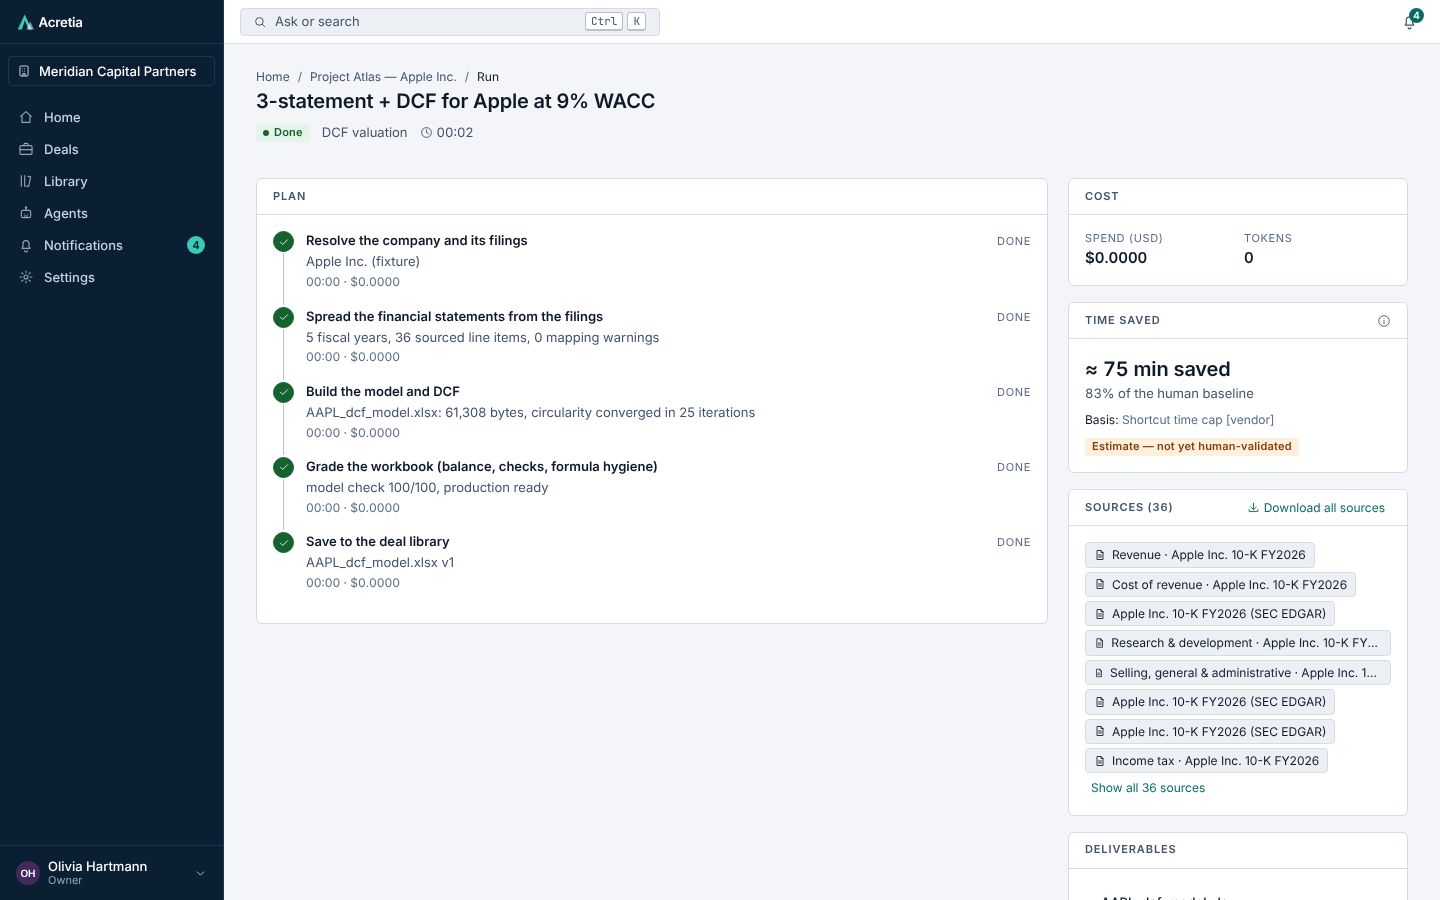 Acretia
Meridian Capital Partners
Home
Deals
Library
Agents
Notifications 4
Settings
Olivia Hartmann
OH
Owner
Ask or search Ctrl K
4
Home / Project Atlas — Apple Inc. / Run
3-statement + DCF for Apple at 9% WACC
Done DCF valuation 00:02
PLAN
Resolve the company and its filings DONE
Apple Inc. (fixture)
00:00 · $0.0000
Spread the financial statements from the filings DONE
5 fiscal years, 36 sourced line items, 0 mapping warnings
00:00 · $0.0000
Build the model and DCF DONE
AAPL_dcf_model.xlsx: 61,308 bytes, circularity converged in 25 iterations
00:00 · $0.0000
Grade the workbook (balance, checks, formula hygiene) DONE
model check 100/100, production ready
00:00 · $0.0000
Save to the deal library DONE
AAPL_dcf_model.xlsx v1
00:00 · $0.0000
COST
SPEND (USD) TOKENS
$0.0000 0
TIME SAVED
≈ 75 min saved
83% of the human baseline
Basis: Shortcut time cap [vendor]
Estimate — not yet human-validated
SOURCES (36) Download all sources
Revenue · Apple Inc. 10-K FY2026
Cost of revenue · Apple Inc. 10-K FY2026
Apple Inc. 10-K FY2026 (SEC EDGAR)
Research & development · Apple Inc. 10-K FY...
Selling, general & administrative · Apple Inc. 1...
Apple Inc. 10-K FY2026 (SEC EDGAR)
Apple Inc. 10-K FY2026 (SEC EDGAR)
Income tax · Apple Inc. 10-K FY2026
Show all 36 sources
DELIVERABLES